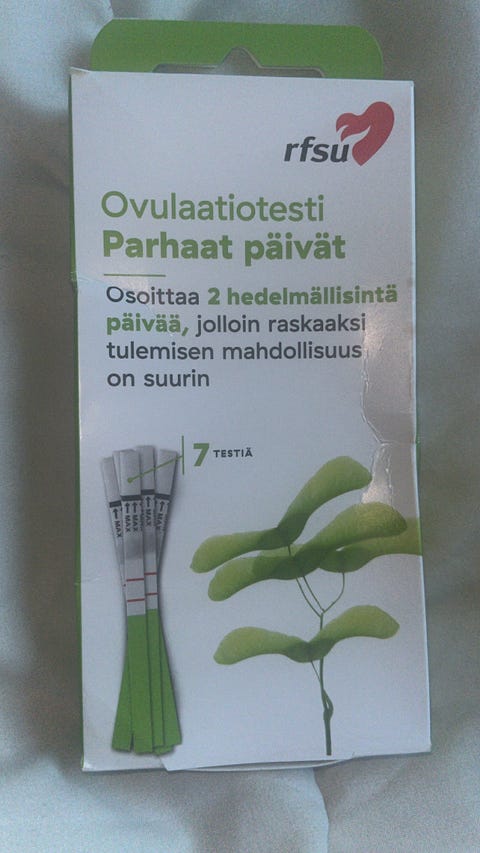 rfsu
Ovulaatiotesti
Parhaat päivät
Osoittaa 2 hedelmällisintä
päivää, jolloin raskaaksi
tulemisen mahdollisuus
on suurin
7 TESTIÄ
MAX
MAX
MAX
MAX